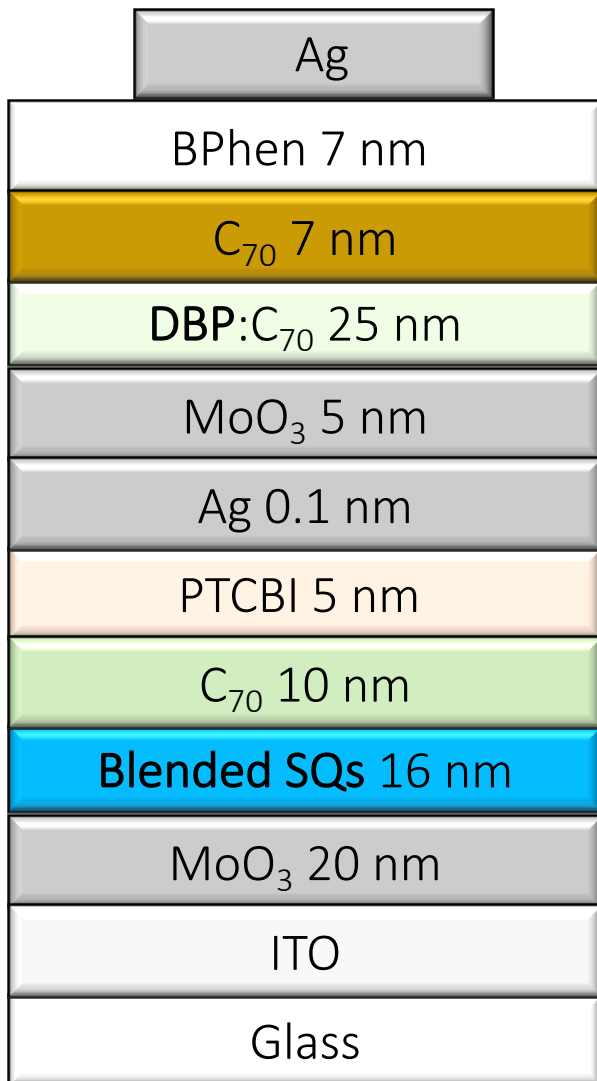 Ag
BPhen 7 nm
C₇₀ 7 nm
DBP:C₇₀ 25 nm
MoO₃ 5 nm
Ag 0.1 nm
PTCBI 5 nm
C₇₀ 10 nm
Blended SQs 16 nm
MoO₃ 20 nm
ITO
Glass